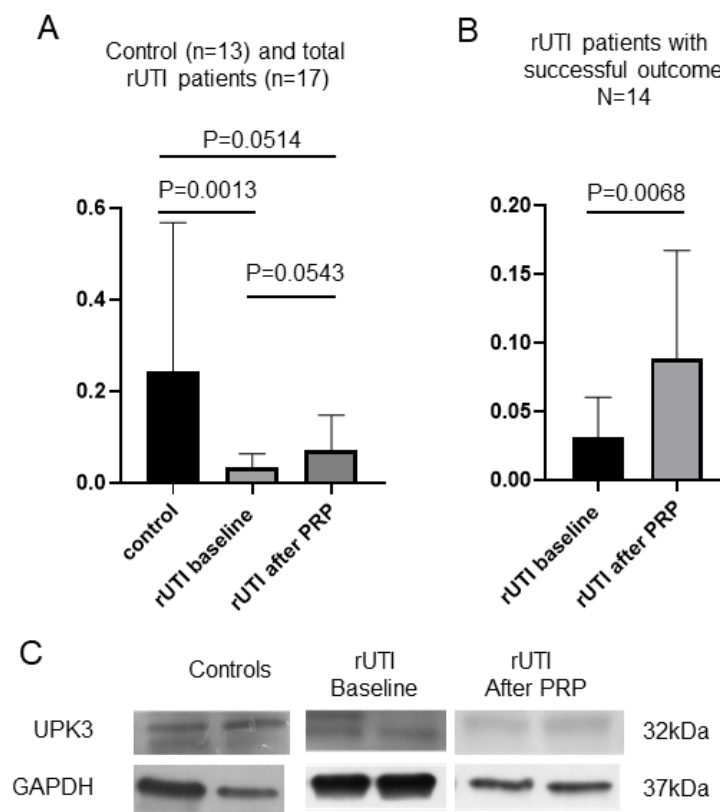 A
Control (n=13) and total
rUTI patients (n=17)
P=0.0514
P=0.0013
P=0.0543
0.6
0.4
0.2
0.0
control
rUTI baseline
rUTI after PRP
B
rUTI patients with
successful outcome
N=14
P=0.0068
0.20
0.15
0.10
0.05
0.00
rUTI baseline
rUTI after PRP
C
Controls
rUTI
Baseline
rUTI
After PRP
UPK3
32kDa
GAPDH
37kDa